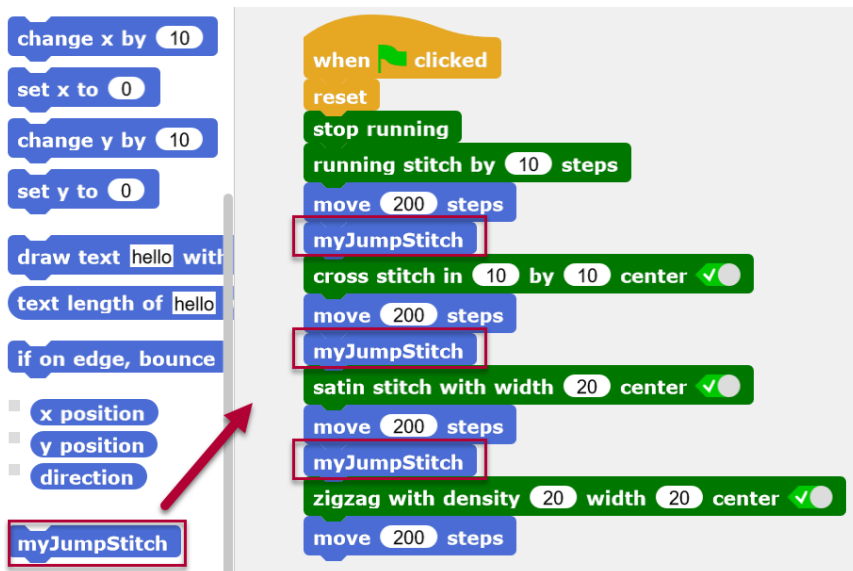 change x by 10
set x to 0
change y by 10
set y to 0
draw text hello with
text length of hello
if on edge, bounce
x position
y position
direction
myJumpStitch
when clicked
reset
stop running
running stitch by 10 steps
move 200 steps
myJumpStitch
cross stitch in 10 by 10 center
move 200 steps
myJumpStitch
satin stitch with width 20 center
move 200 steps
myJumpStitch
zigzag with density 20 width 20 center
move 200 steps